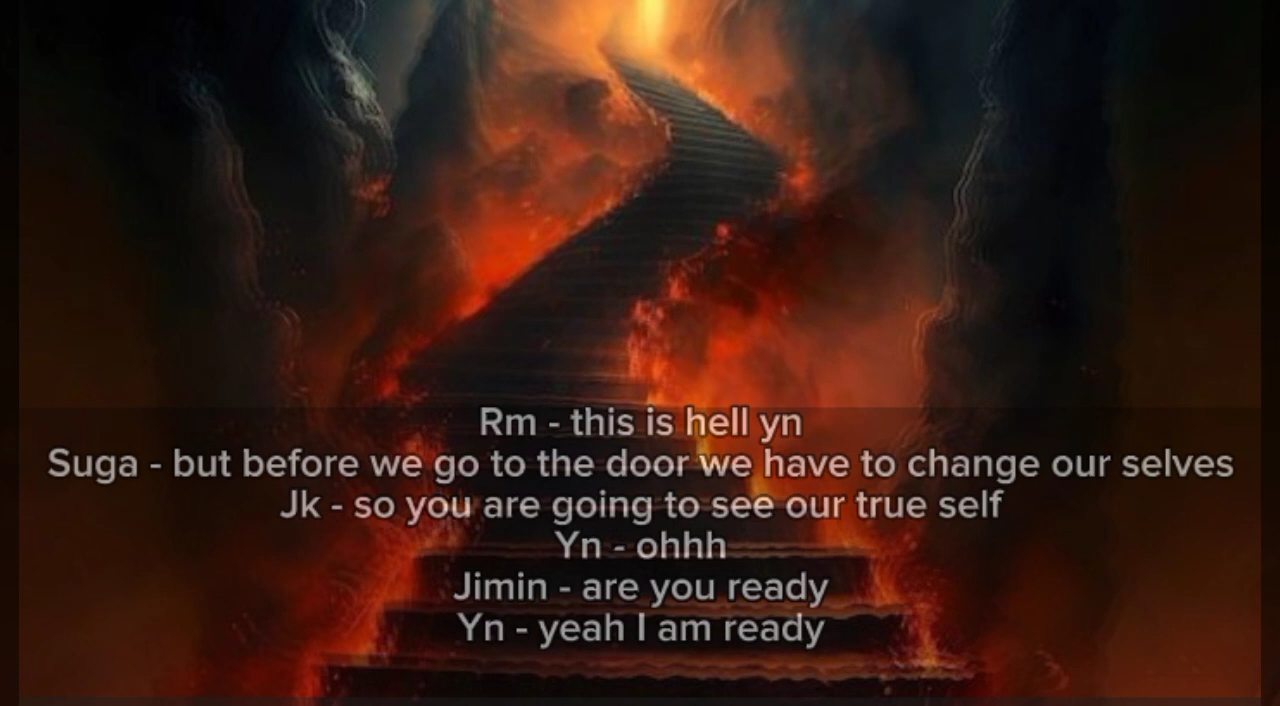 Rm - this is hell yn
Suga - but before we go to the door we have to change our selves
Jk - so you are going to see our true self
Yn - ohhh
Jimin - are you ready
Yn - yeah I am ready